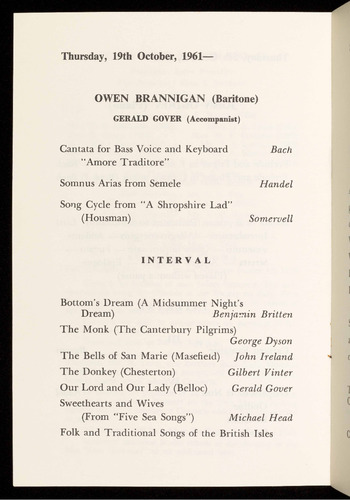 Thursday, 19th October, 1961—
OWEN BRANNIGAN (Baritone)
GERALD GOVER (Accompanist)
Cantata for Bass Voice and Keyboard Bach
"Amore Traditore"
Somnus Arias from Semele Handel
Song Cycle from "A Shropshire Lad"
(Housman) Somervell
INTERVAL
Bottom's Dream (A Midsummer Night's
Dream) Benjamin Britten
The Monk (The Canterbury Pilgrims)
George Dyson
The Bells of San Marie (Masefield) John Ireland
The Donkey (Chesterton) Gilbert Vinter
Our Lord and Our Lady (Belloc) Gerald Gover
Sweethearts and Wives
(From "Five Sea Songs") Michael Head
Folk and Traditional Songs of the British Isles